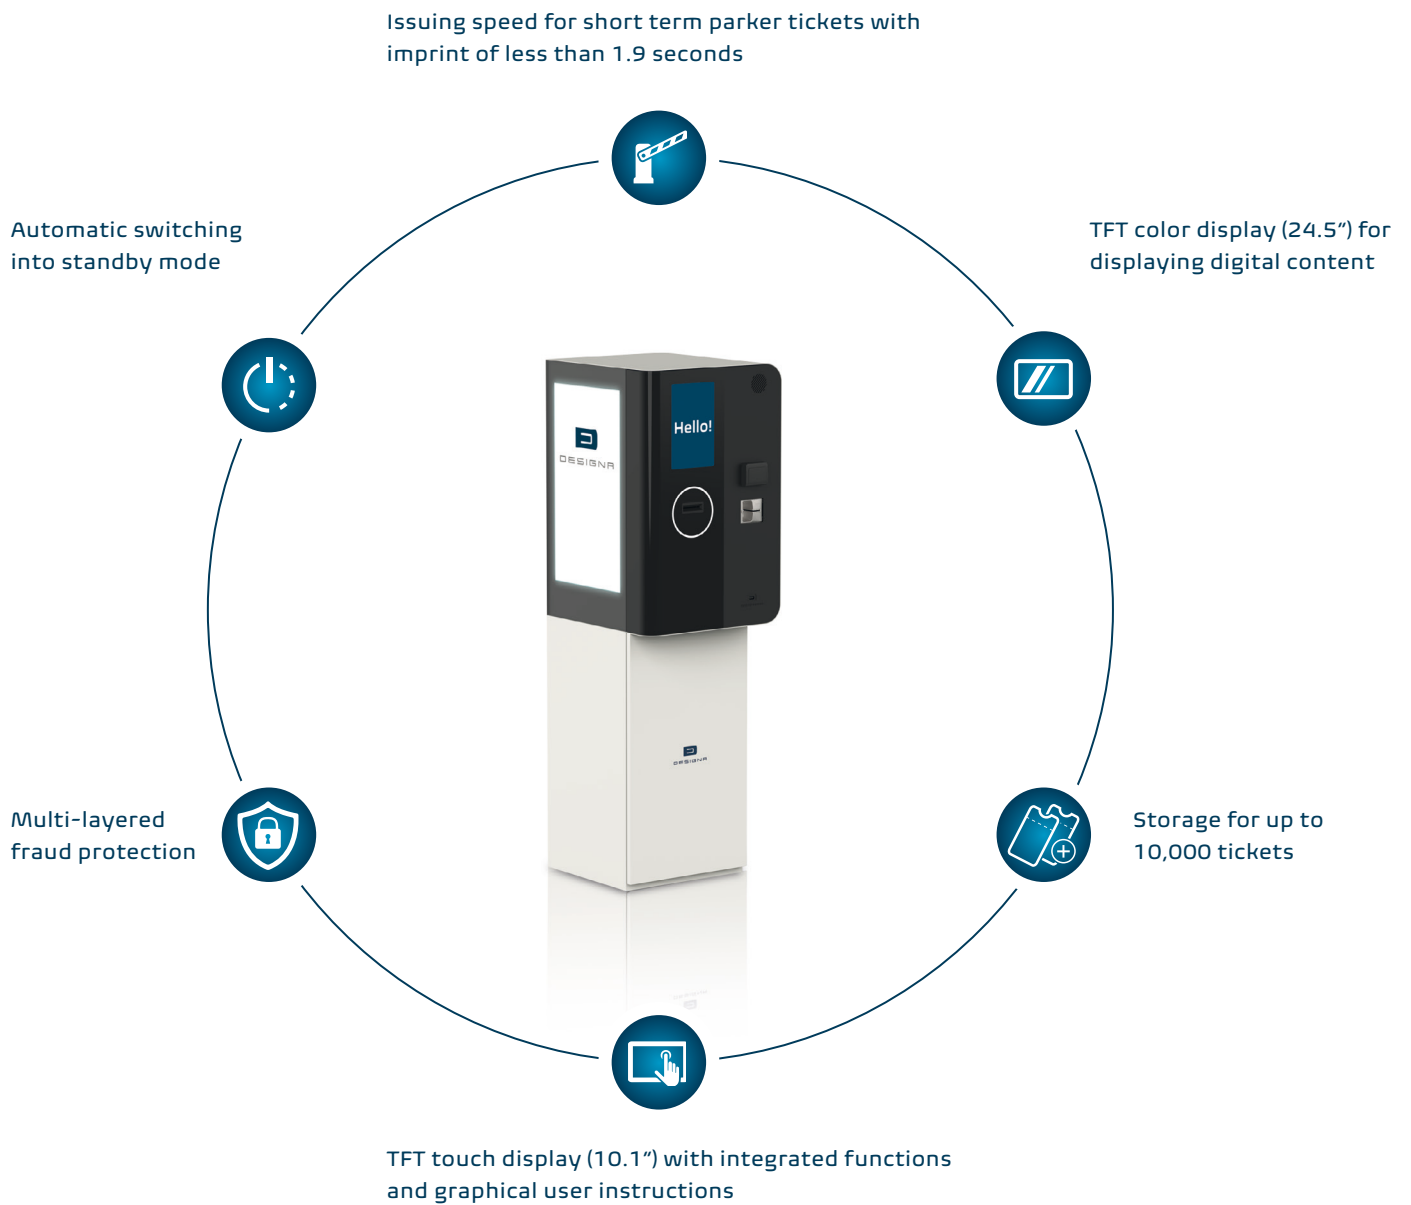 Issuing speed for short term parker tickets with
imprint of less than 1.9 seconds
Automatic switching
into standby mode
TFT color display (24.5”) for
displaying digital content
Hello!
DESIGNA
DESIGNA
Multi-layered
fraud protection
Storage for up to
10,000 tickets
TFT touch display (10.1”) with integrated functions
and graphical user instructions